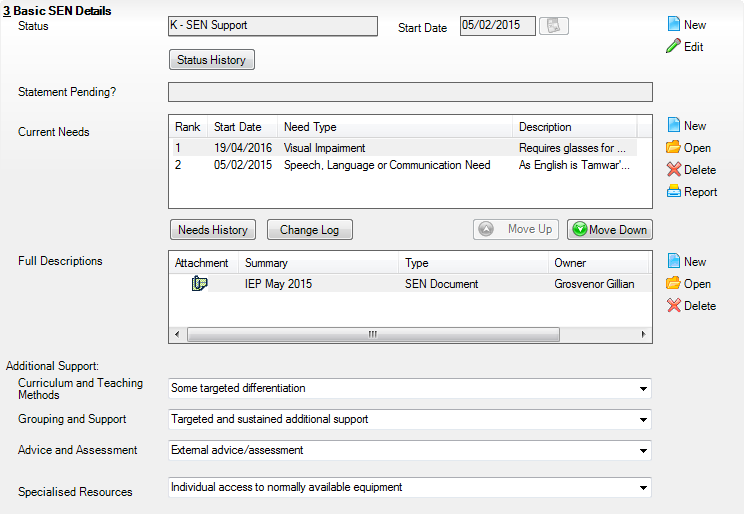 3 Basic SEN Details
Status K - SEN Support Start Date 05/02/2015 New
Edit
Status History
Statement Pending?
Current Needs
Rank Start Date Need Type Description
1 19/04/2016 Visual Impairment Requires glasses for ...
2 05/02/2015 Speech, Language or Communication Need As English is Tamwar'...
New
Open
Delete
Report
Needs History Change Log Move Up Move Down
Full Descriptions
Attachment Summary Type Owner
IEP May 2015 SEN Document Grosvenor Gillian
New
Open
Delete
Additional Support:
Curriculum and Teaching
Methods
Some targeted differentiation
Grouping and Support Targeted and sustained additional support
Advice and Assessment External advice/assessment
Specialised Resources Individual access to normally available equipment